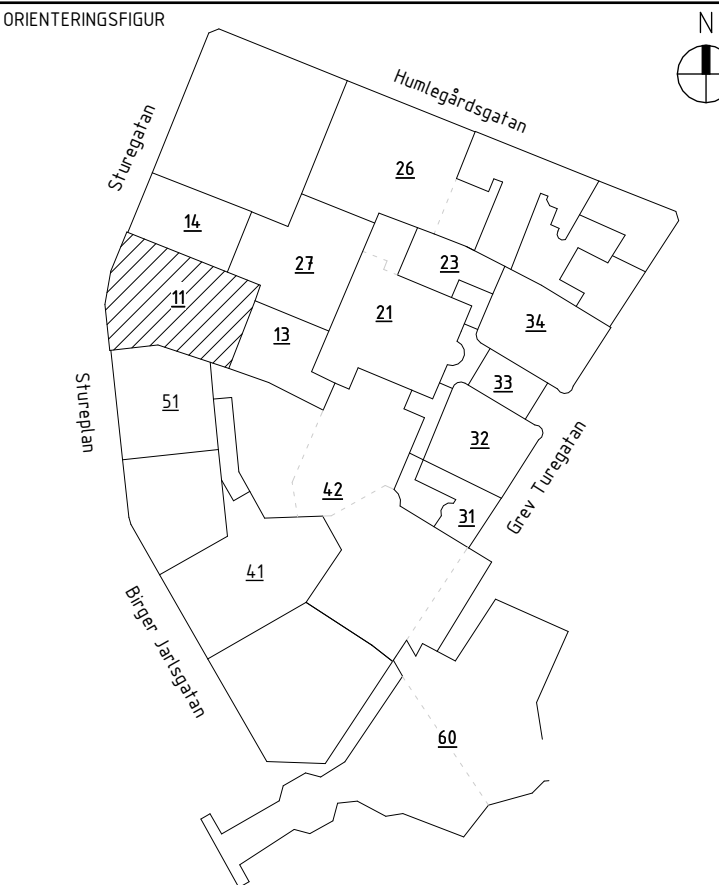 ORIENTERINGSFIGUR
N
Humlegårdsgatan
Sturegatan
26
14
27
23
11
21
34
13
33
Stureplan
51
32
42
Grev Turegatan
31
41
Birger Jarlsgatan
60